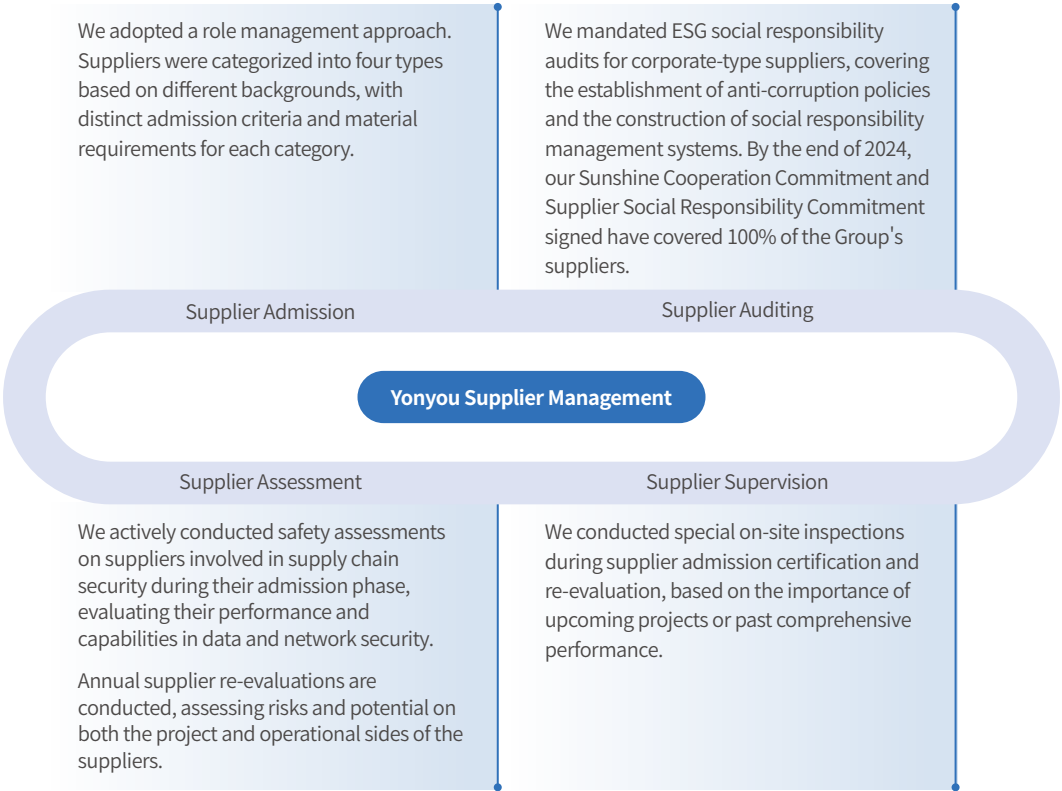 We adopted a role management approach.
Suppliers were categorized into four types
based on different backgrounds, with
distinct admission criteria and material
requirements for each category.
We mandated ESG social responsibility
audits for corporate-type suppliers, covering
the establishment of anti-corruption policies
and the construction of social responsibility
management systems. By the end of 2024,
our Sunshine Cooperation Commitment and
Supplier Social Responsibility Commitment
signed have covered 100% of the Group's
suppliers.
Supplier Admission
Supplier Auditing
Yonyou Supplier Management
Supplier Assessment
Supplier Supervision
We actively conducted safety assessments
on suppliers involved in supply chain
security during their admission phase,
evaluating their performance and
capabilities in data and network security.
Annual supplier re-evaluations are
conducted, assessing risks and potential on
both the project and operational sides of the
suppliers.
We conducted special on-site inspections
during supplier admission certification and
re-evaluation, based on the importance of
upcoming projects or past comprehensive
performance.